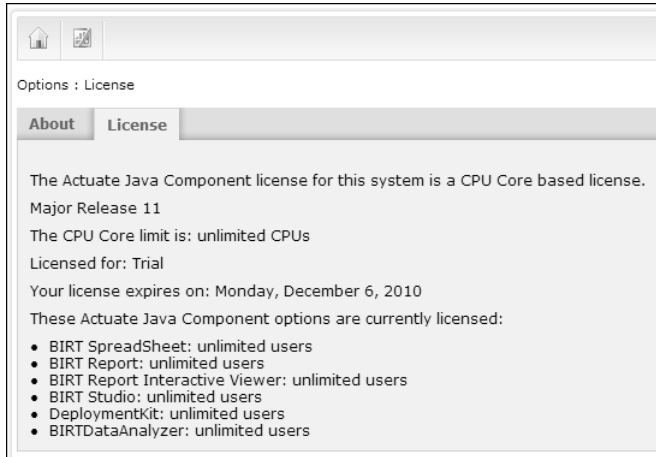 Options : License
About License
The Actuate Java Component license for this system is a CPU Core based license.
Major Release 11
The CPU Core limit is: unlimited CPUs
Licensed for: Trial
Your license expires on: Monday, December 6, 2010
These Actuate Java Component options are currently licensed:
• BIRT SpreadSheet: unlimited users
• BIRT Report: unlimited users
• BIRT Report Interactive Viewer: unlimited users
• BIRT Studio: unlimited users
• DeploymentKit: unlimited users
• BIRTDataAnalyzer: unlimited users